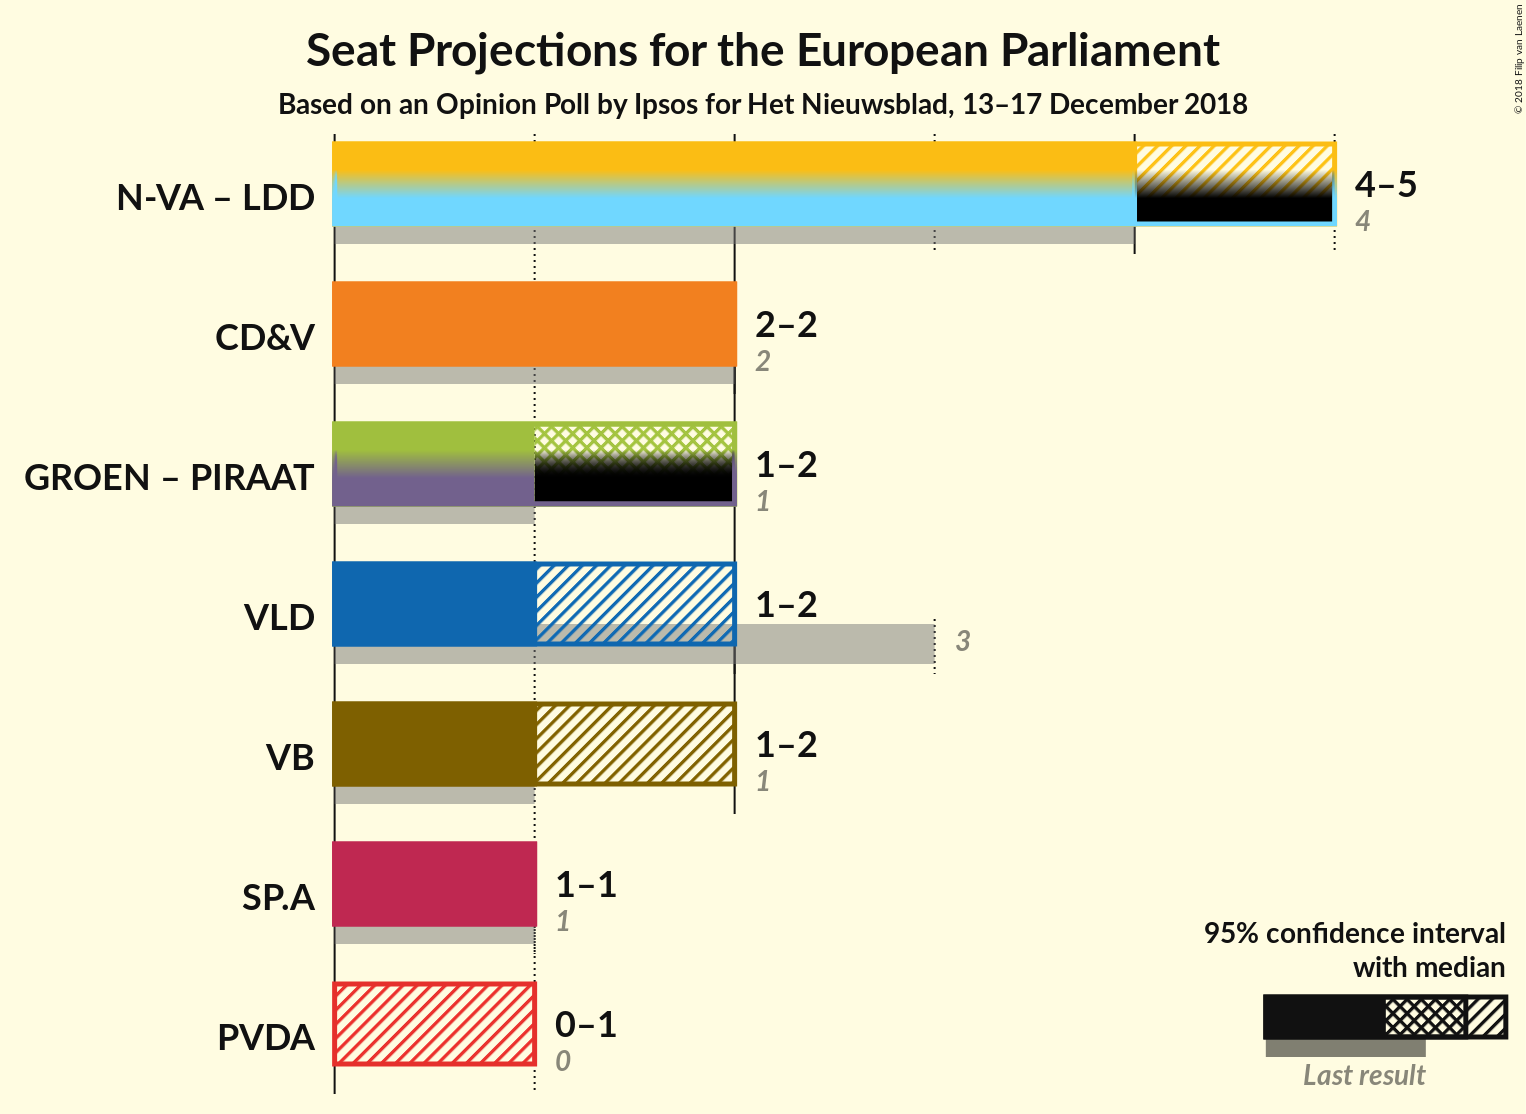 Seat Projections for the European Parliament
Based on an Opinion Poll by Ipsos for Het Nieuwsblad, 13–17 December 2018
© 2018 Filip van Laenen
N-VA – LDD
4–5
4
CD&V
2–2
2
GROEN – PIRAAT
1–2
1
VLD
1–2
3
VB
1–2
1
SP.A
1–1
1
PVDA
0–1
0
95% confidence interval
with median
Last result